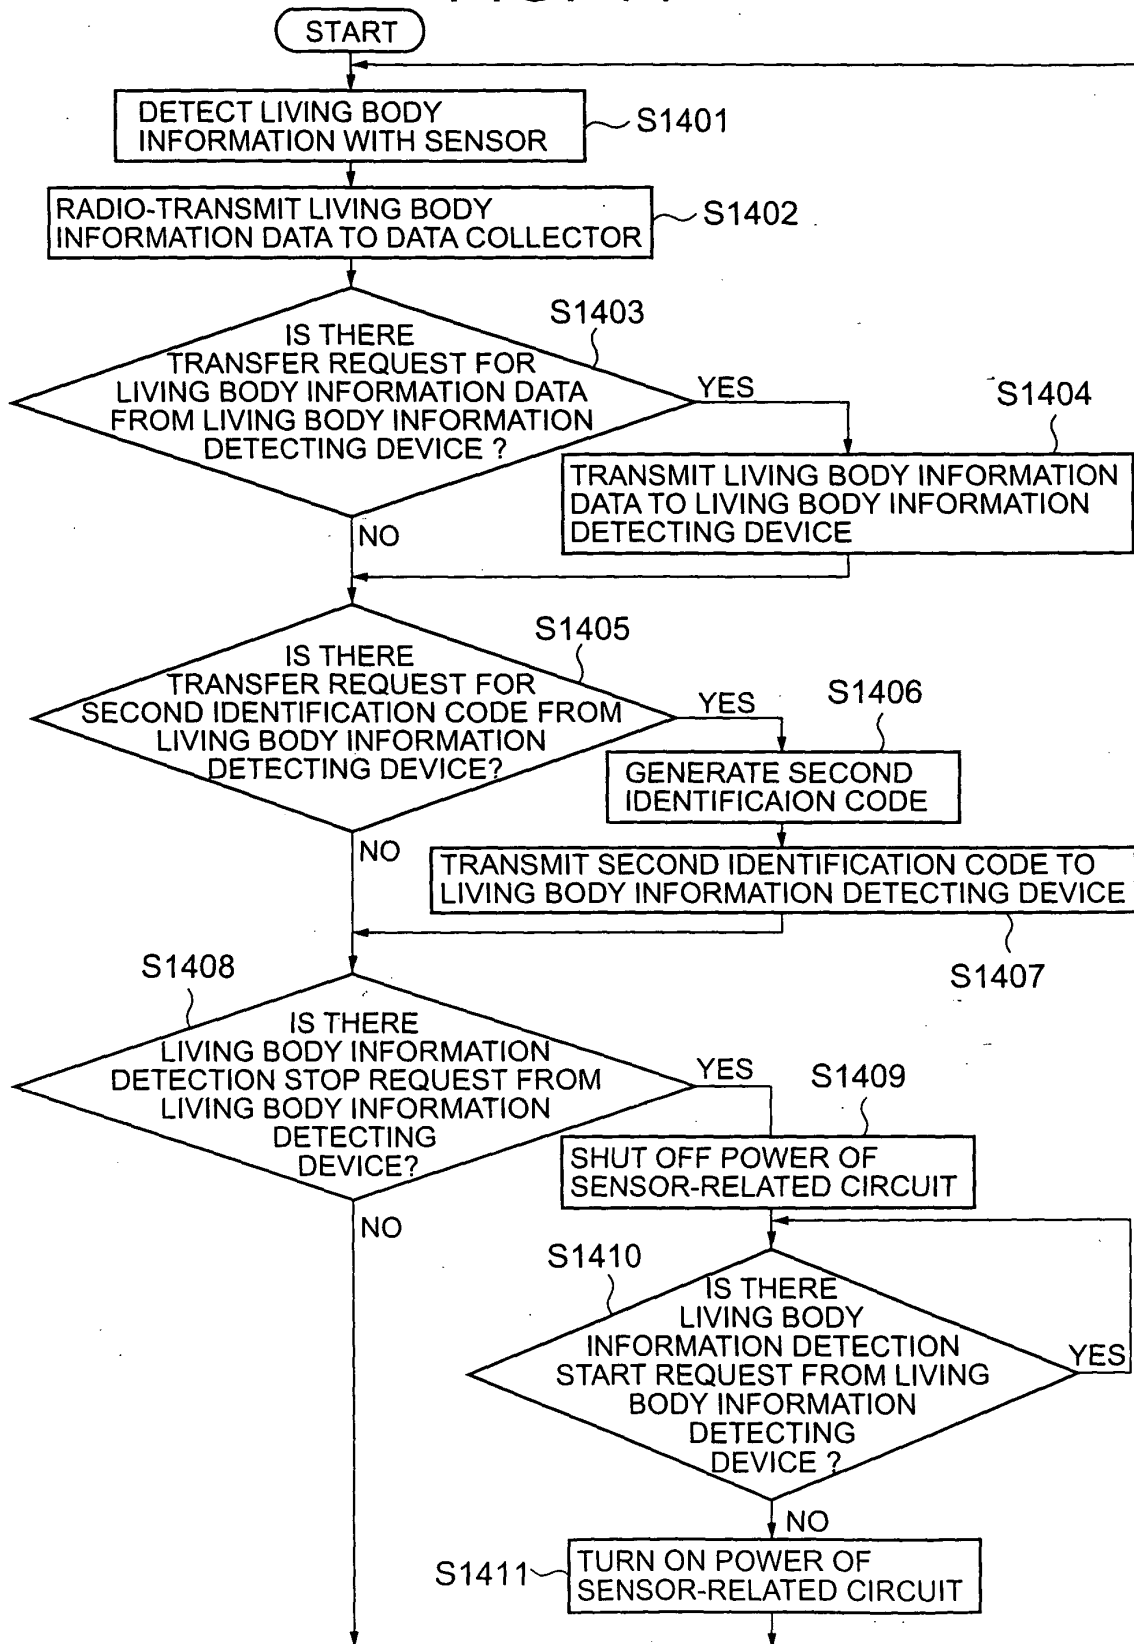 START
DETECT LIVING BODY
INFORMATION WITH SENSOR
S1401
RADIO-TRANSMIT LIVING BODY
INFORMATION DATA TO DATA COLLECTOR
S1402
S1403
IS THERE
TRANSFER REQUEST FOR
LIVING BODY INFORMATION DATA
FROM LIVING BODY INFORMATION
DETECTING DEVICE ?
YES
NO
S1404
TRANSMIT LIVING BODY INFORMATION
DATA TO LIVING BODY INFORMATION
DETECTING DEVICE
S1405
IS THERE
TRANSFER REQUEST FOR
SECOND IDENTIFICATION CODE FROM
LIVING BODY INFORMATION
DETECTING DEVICE?
YES
NO
S1406
GENERATE SECOND
IDENTIFICAION CODE
TRANSMIT SECOND IDENTIFICATION CODE TO
LIVING BODY INFORMATION DETECTING DEVICE
S1407
S1408
IS THERE
LIVING BODY INFORMATION
DETECTION STOP REQUEST FROM
LIVING BODY INFORMATION
DETECTING
DEVICE?
YES
NO
S1409
SHUT OFF POWER OF
SENSOR-RELATED CIRCUIT
S1410
IS THERE
LIVING BODY
INFORMATION DETECTION
START REQUEST FROM LIVING
BODY INFORMATION
DETECTING
DEVICE ?
YES
NO
S1411
TURN ON POWER OF
SENSOR-RELATED CIRCUIT